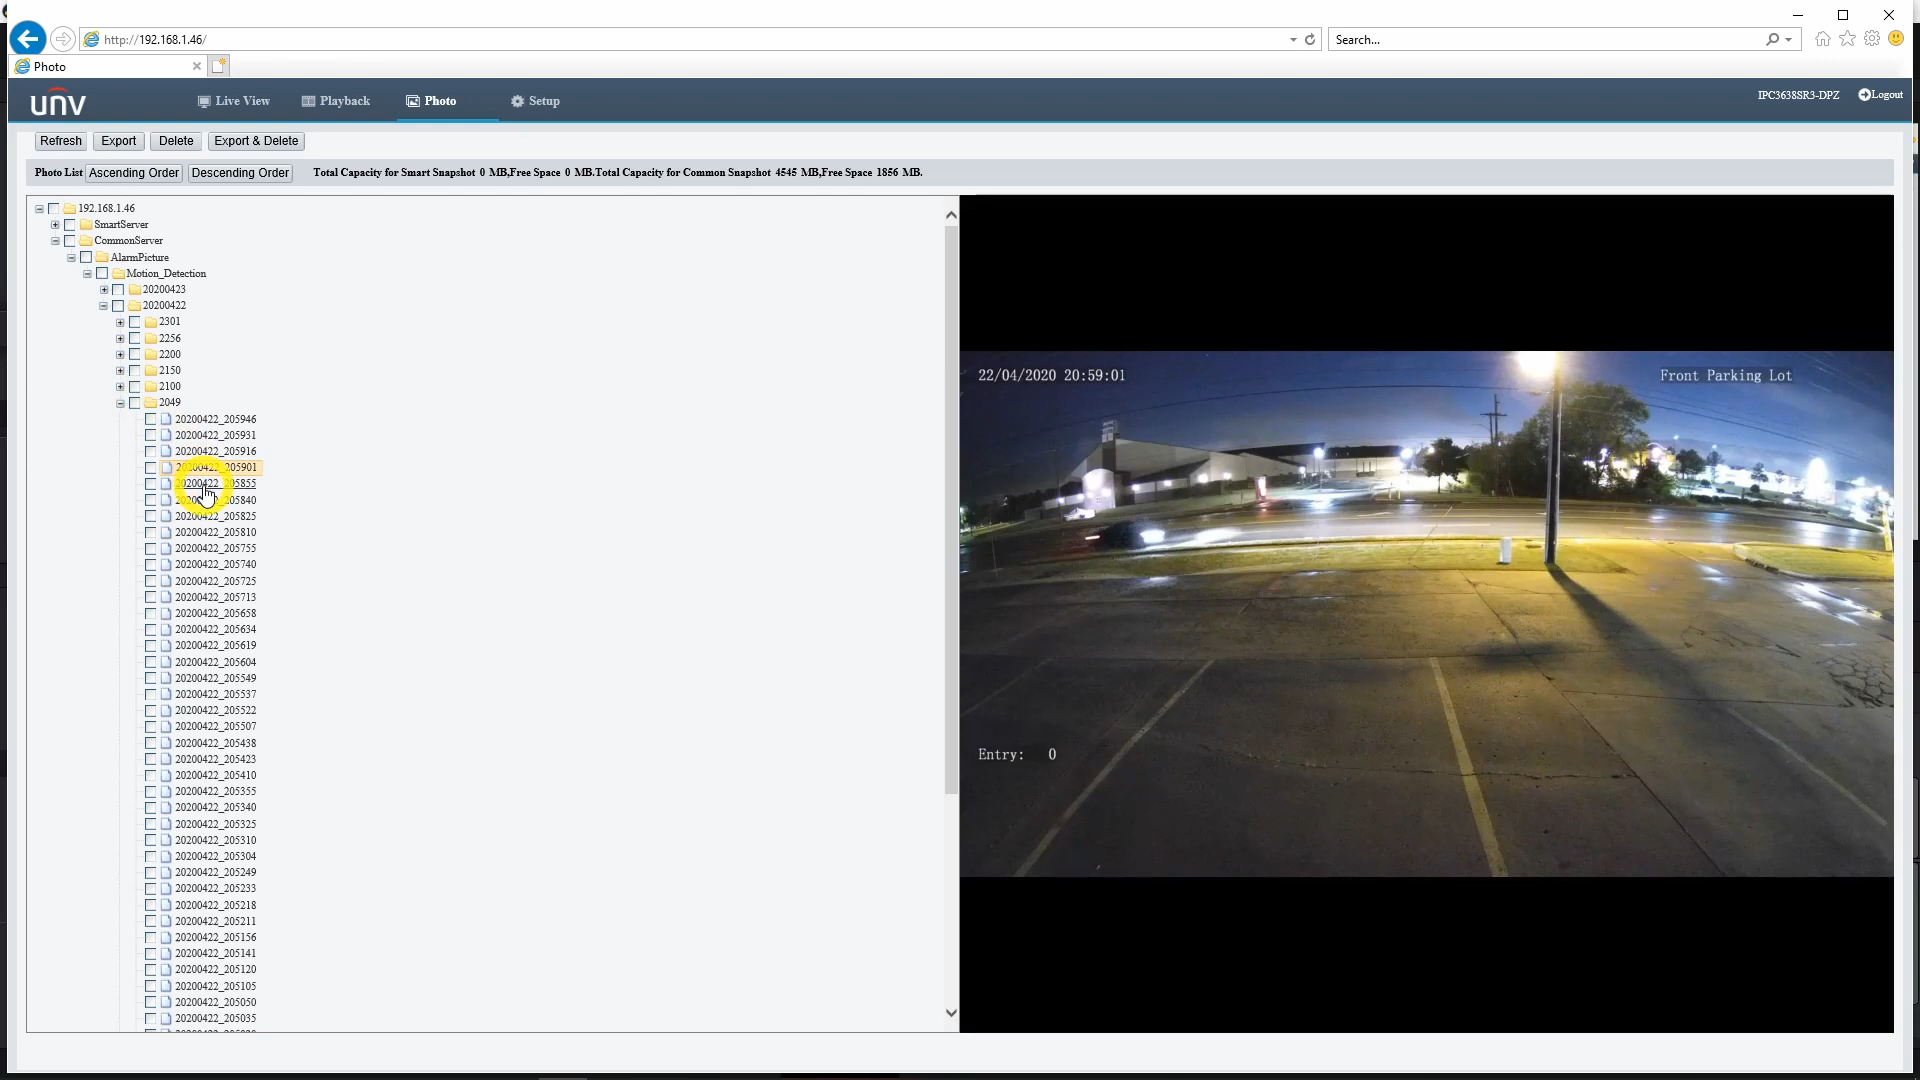 http://192.168.1.46/
Search...
Photo
unv
Live View
Playback
Photo
Setup
IPC3638SR3-DPZ
Logout
Refresh
Export
Delete
Export & Delete
Photo List
Ascending Order
Descending Order
Total Capacity for Smart Snapshot 0 MB,Free Space 0 MB.Total Capacity for Common Snapshot 4545 MB,Free Space 1856 MB.
192.168.1.46
SmartServer
CommonServer
AlarmPicture
Motion_Detection
20200423
20200422
2301
2256
2200
2150
2100
2049
20200422_205946
20200422_205931
20200422_205916
20200422_205901
20200422_205855
20200422_205840
20200422_205825
20200422_205810
20200422_205755
20200422_205740
20200422_205725
20200422_205713
20200422_205658
20200422_205634
20200422_205619
20200422_205604
20200422_205549
20200422_205537
20200422_205522
20200422_205507
20200422_205438
20200422_205423
20200422_205410
20200422_205355
20200422_205340
20200422_205325
20200422_205310
20200422_205304
20200422_205249
20200422_205233
20200422_205218
20200422_205211
20200422_205156
20200422_205141
20200422_205120
20200422_205105
20200422_205050
20200422_205035
22/04/2020 20:59:01
Front Parking Lot
Entry: 0